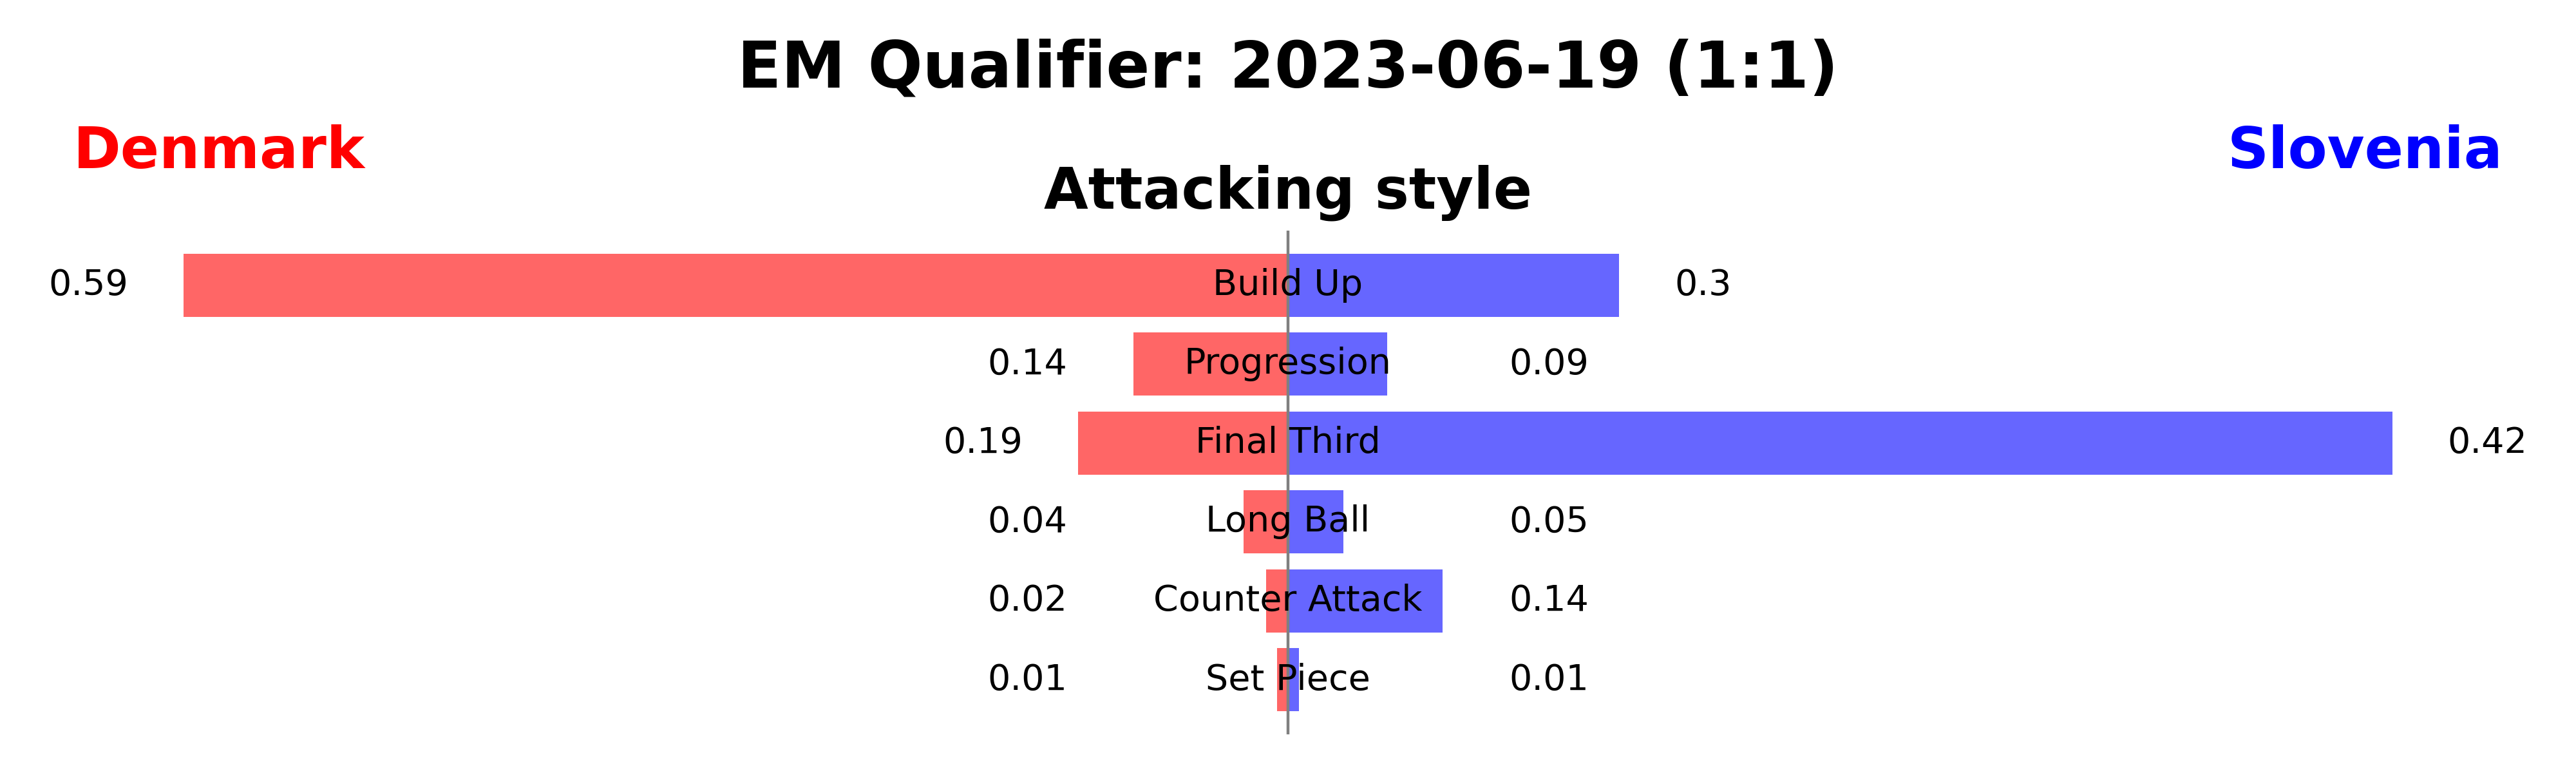 EM Qualifier: 2023-06-19 (1:1)
Denmark Slovenia
Attacking style
0.59 Build Up 0.3
0.14 Progression 0.09
0.19 Final Third 0.42
0.04 Long Ball 0.05
0.02 Counter Attack 0.14
0.01 Set Piece 0.01